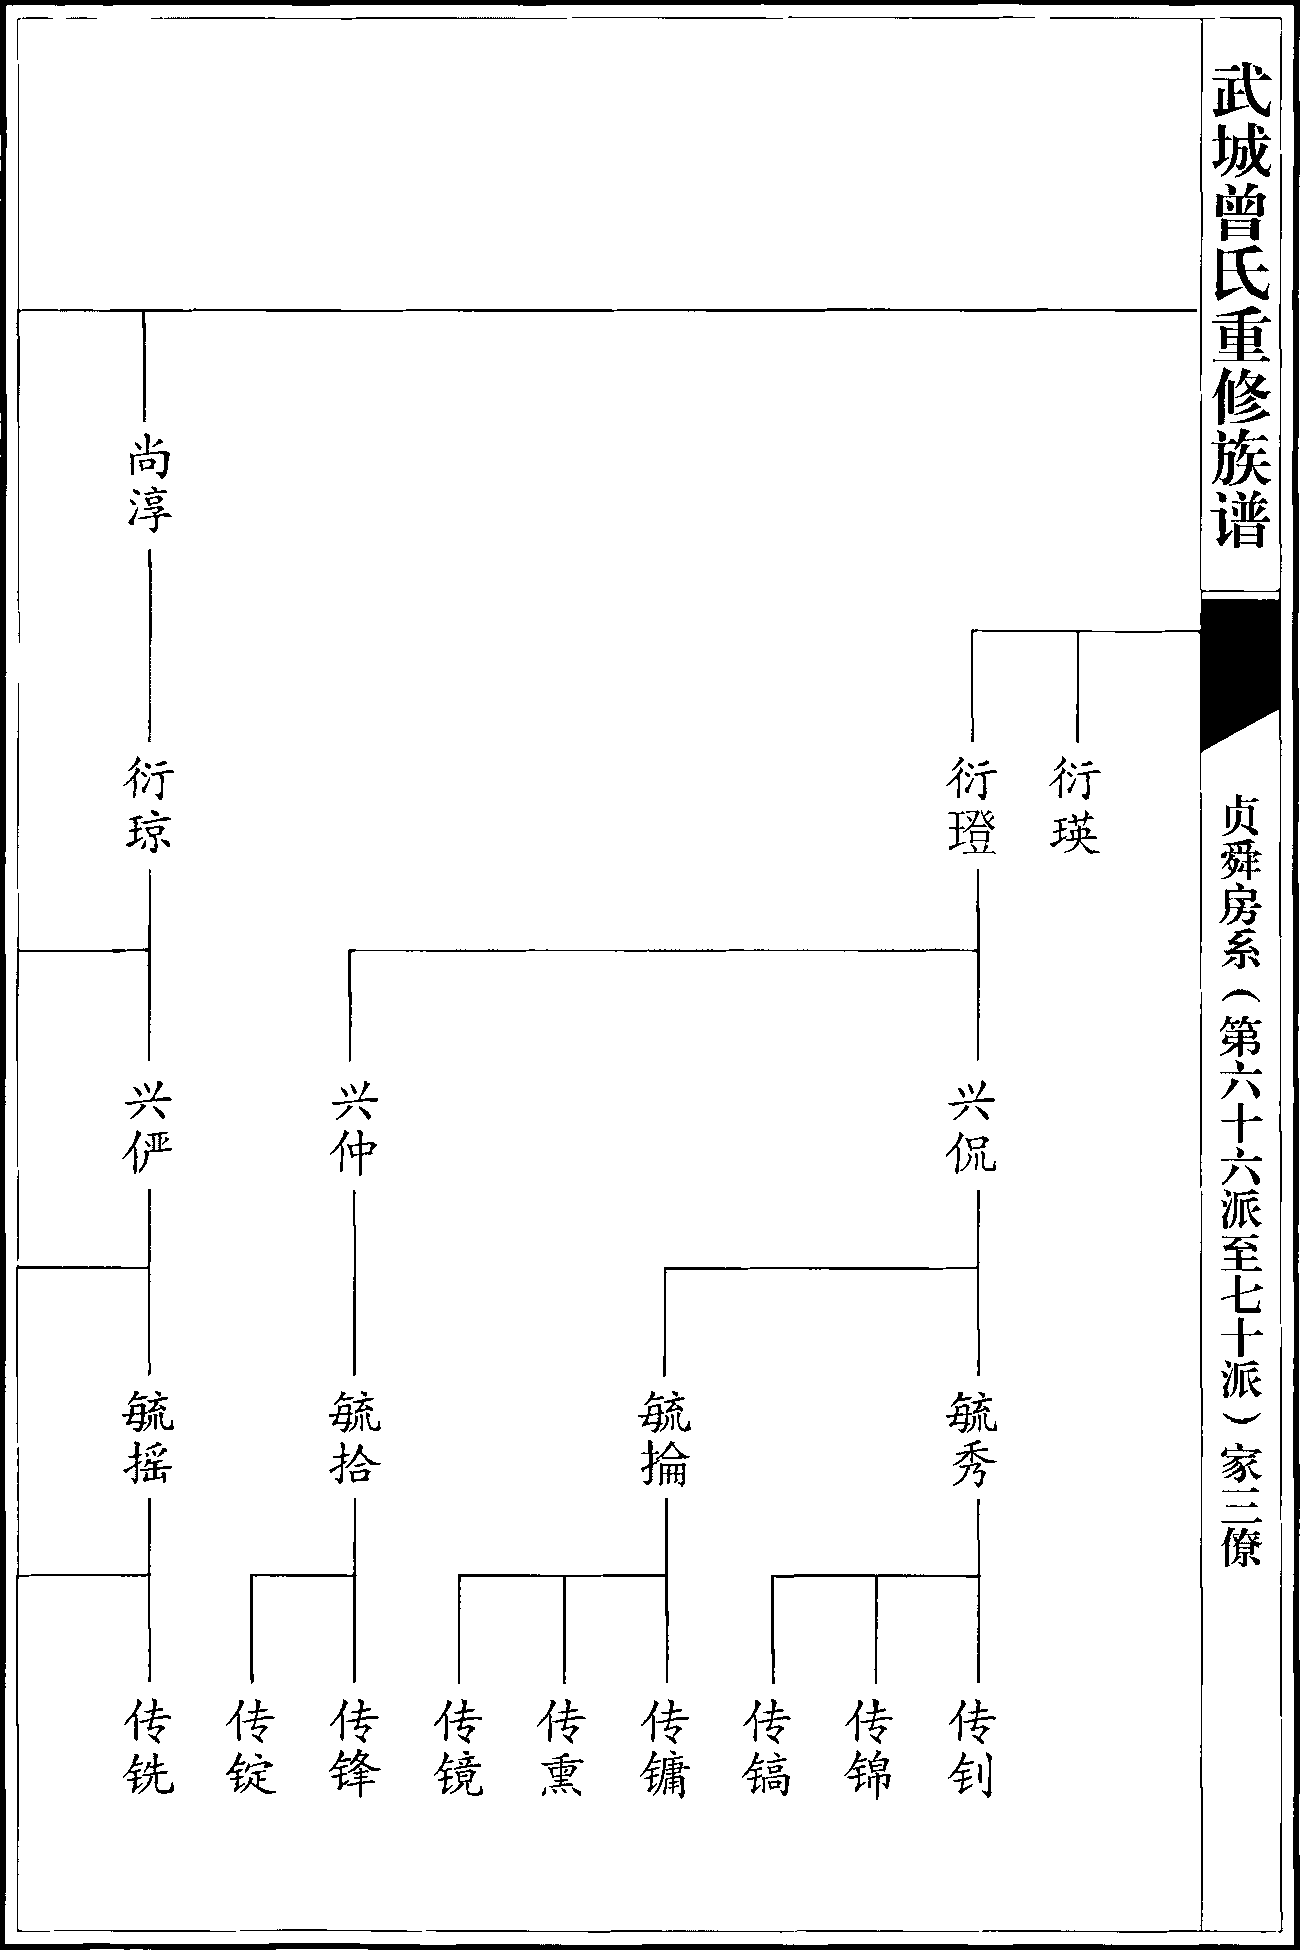 武城曾氏重修族谱
贞舜房系（第六十六派至七十派）家三僚
尚淳
衍瑛
衍璒
衍琼
兴侃
兴仲
兴俨
毓秀
毓掄
毓拾
毓摇
传钊
传锦
传镐
传镛
传熏
传镜
传锋
传锭
传铣